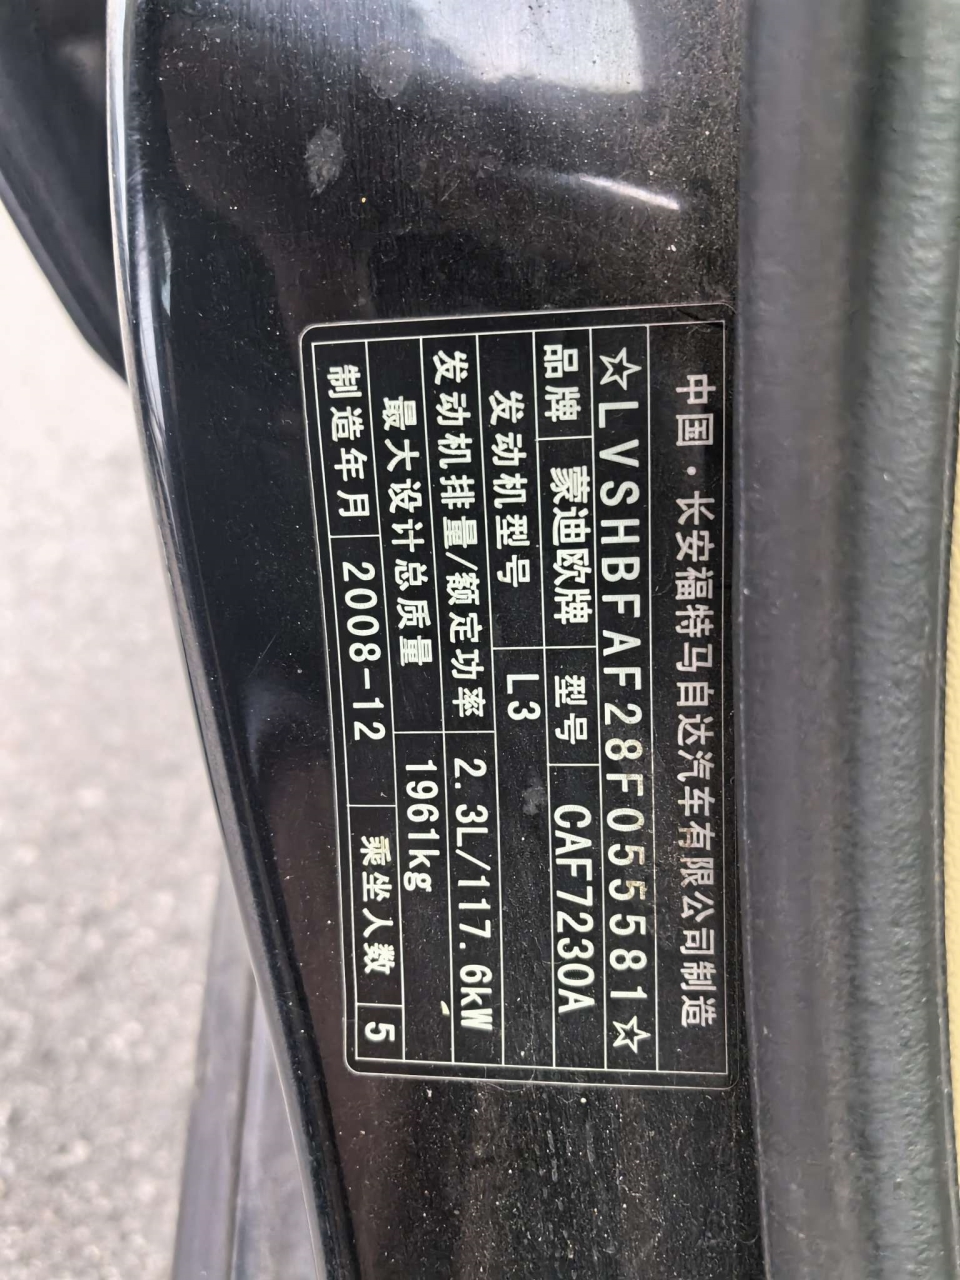 中国·长安福特马自达汽车有限公司制造
☆LVSHBFAF28F055581☆
品牌 蒙迪欧牌 型号 CAF7230A
发动机型号 L3
发动机排量/额定功率 2.3L/117.6kW
最大设计总质量 1961kg
制造年月 2008-12 乘坐人数 5